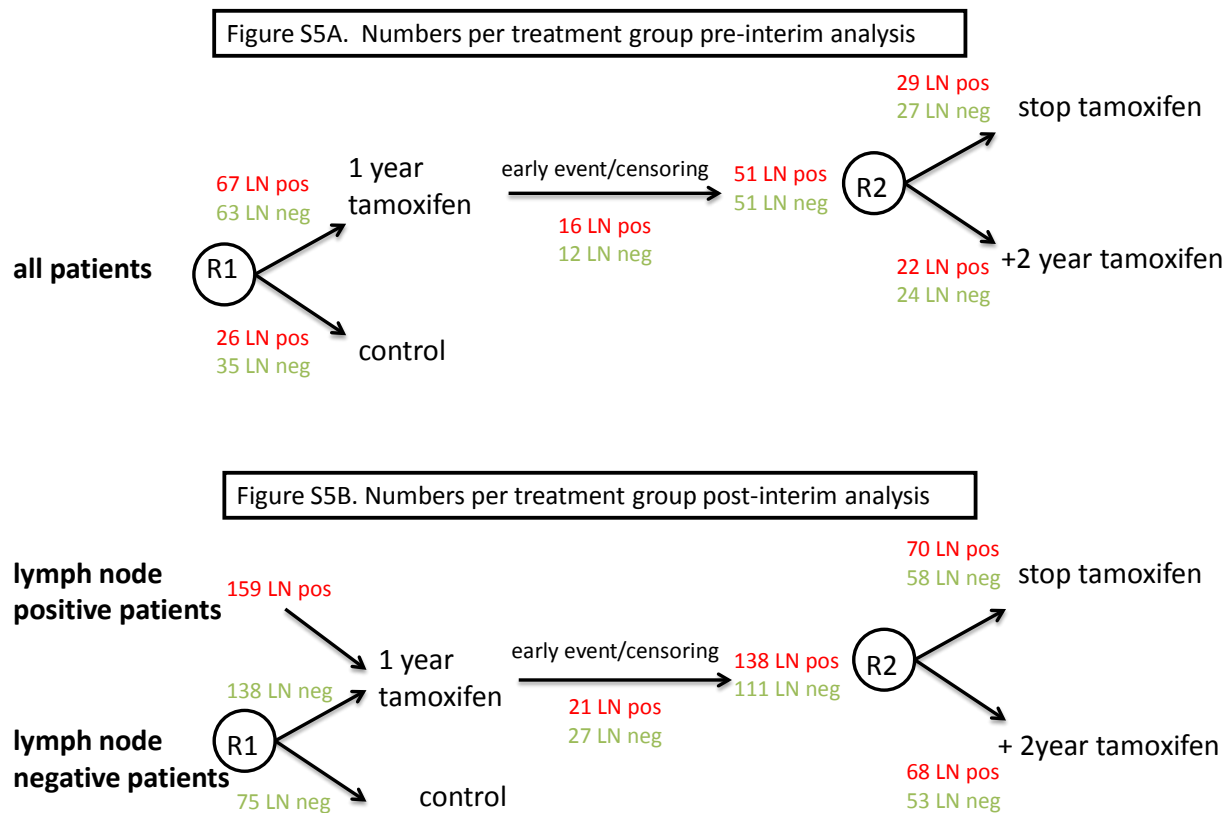 Figure S5A. Numbers per treatment group pre-interim analysis
29 LN pos
27 LN neg
stop tamoxifen
1 year
tamoxifen
early event/censoring
67 LN pos
63 LN neg
51 LN pos
51 LN neg
R2
16 LN pos
12 LN neg
all patients
R1
22 LN pos
24 LN neg
+2 year tamoxifen
26 LN pos
35 LN neg
control
Figure S5B. Numbers per treatment group post-interim analysis
70 LN pos
58 LN neg
stop tamoxifen
lymph node
positive patients
159 LN pos
1 year
tamoxifen
early event/censoring
138 LN pos
111 LN neg
R2
138 LN neg
21 LN pos
27 LN neg
lymph node
negative patients
R1
+ 2year tamoxifen
68 LN pos
53 LN neg
75 LN neg
control